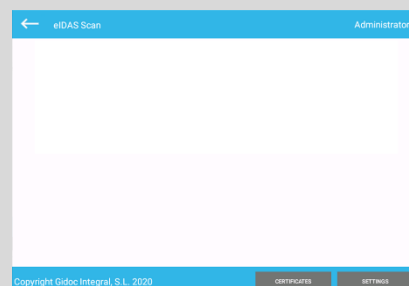 eIDAS Scan
Administrator
Copyright Gidoc Integral, S.L. 2020
CERTIFICATES
SETTINGS